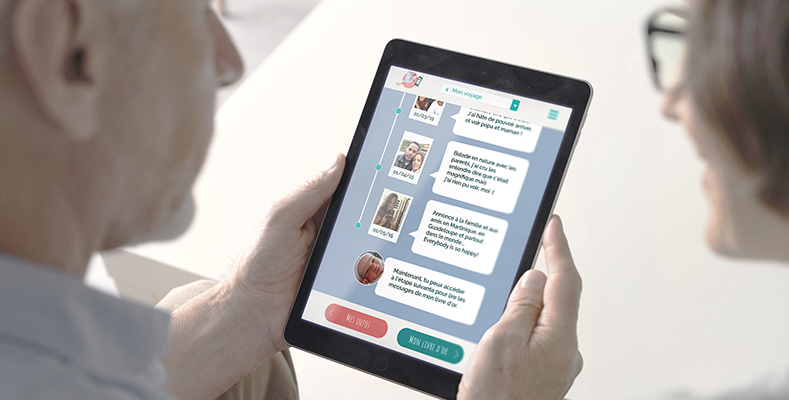 Mon voyage
J'ai hâte de pouvoir arriver
et voir papa et maman !
01/03/16
Balade en nature avec les
parents, j'ai cru les
entendre dire que c'était
magnifique mais
j'ai rien pu voir, moi :(
01/04/16
Annonce à la famille et aux
amis en Martinique, en
Guadeloupe et partout
dans le monde...
Everybody is so happy!
01/05/16
Maintenant, tu peux accéder
à l'étape suivante pour lire les
messages de mon livre d'or.
MES INFOS
MON LIVRE D'OR